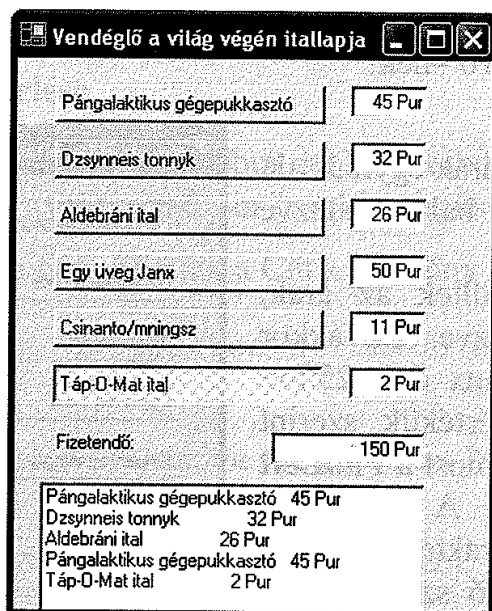 Vendéglő a világ végén itallapja
Pángalaktikus gégepukkasztó 45 Pur
Dzsynneis tonnyk 32 Pur
Aldebráni ital 26 Pur
Egy üveg Janx 50 Pur
Csinanto/mningsz 11 Pur
Táp-O-Mat ital 2 Pur
Fizetendő: 150 Pur
Pángalaktikus gégepukkasztó 45 Pur
Dzsynneis tonnyk 32 Pur
Aldebráni ital 26 Pur
Pángalaktikus gégepukkasztó 45 Pur
Táp-O-Mat ital 2 Pur